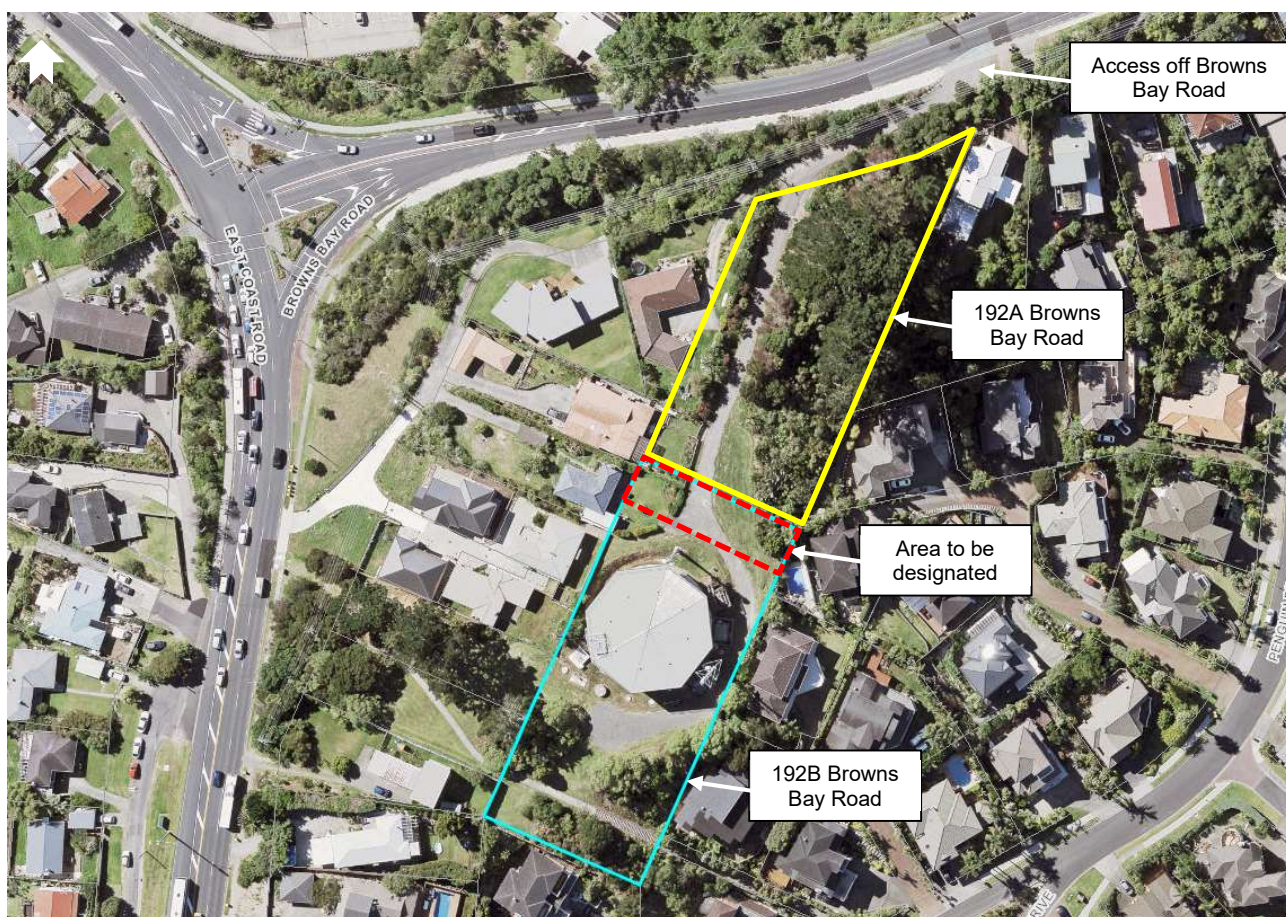 Access off Browns
Bay Road
EAST COAST ROAD
BROWNS BAY ROAD
192A Browns
Bay Road
Area to be
designated
192B Browns
Bay Road
DRIVE